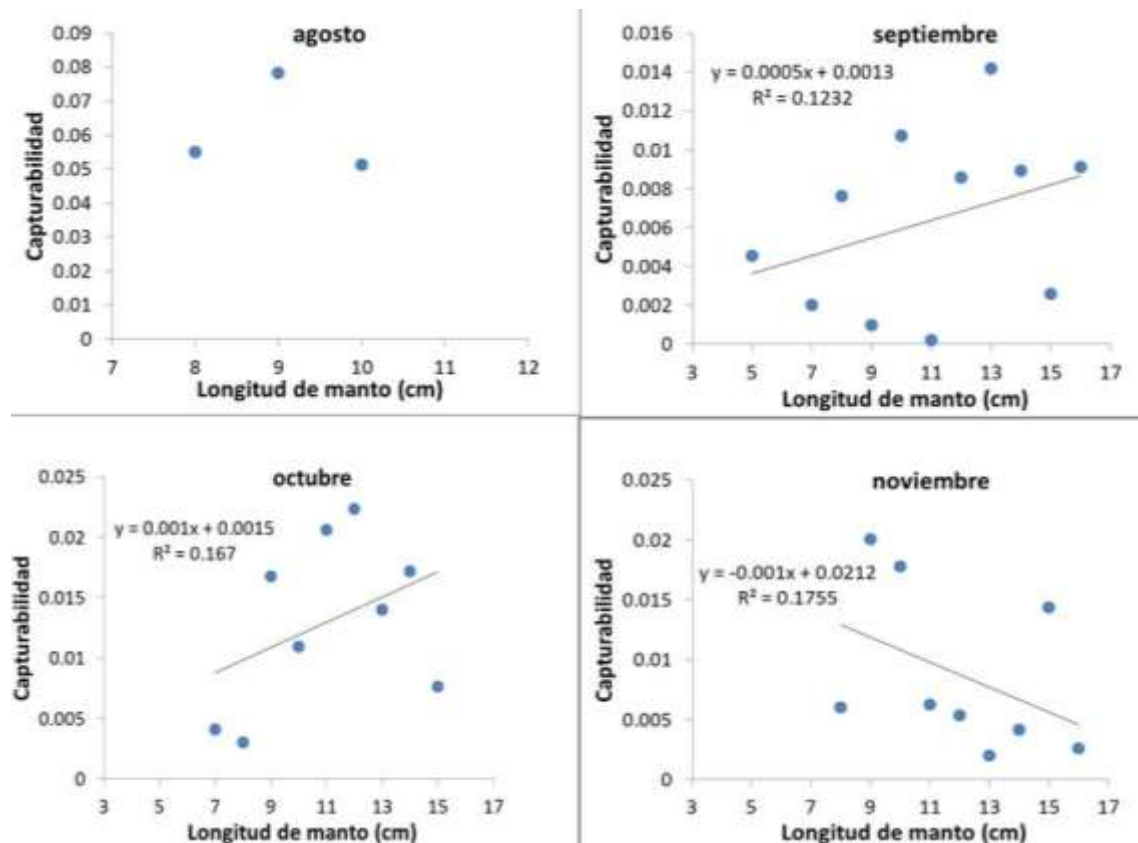 agosto
Capturabilidad
0.09
0.08
0.07
0.06
0.05
0.04
0.03
0.02
0.01
0
7 8 9 10 11 12
Longitud de manto (cm)
septiembre
y = 0.0005x + 0.0013
R² = 0.1232
Capturabilidad
0.016
0.014
0.012
0.01
0.008
0.006
0.004
0.002
0
3 5 7 9 11 13 15 17
Longitud de manto (cm)
octubre
y = 0.001x + 0.0015
R² = 0.167
Capturabilidad
0.025
0.02
0.015
0.01
0.005
0
3 5 7 9 11 13 15 17
Longitud de manto (cm)
noviembre
y = -0.001x + 0.0212
R² = 0.1755
Capturabilidad
0.025
0.02
0.015
0.01
0.005
0
3 5 7 9 11 13 15 17
Longitud de manto (cm)